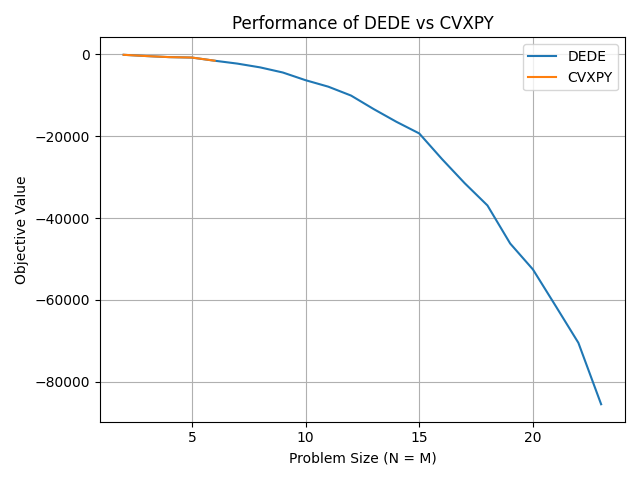 Performance of DEDE vs CVXPY
DEDE
CVXPY
0
−20000
−40000
−60000
−80000
Objective Value
5 10 15 20
Problem Size (N = M)